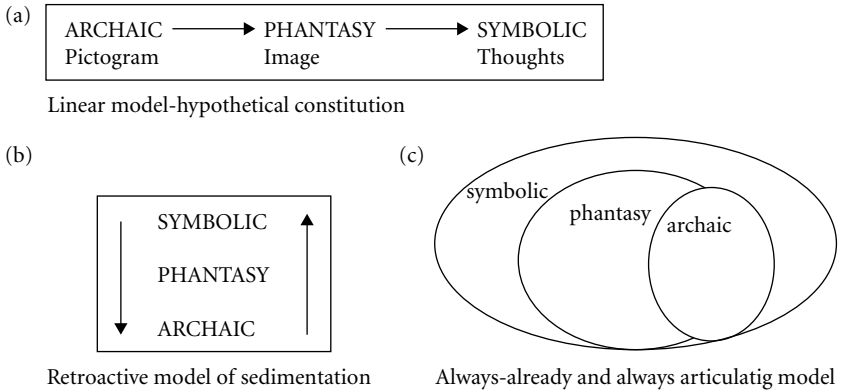 (a)
ARCHAIC PHANTASY SYMBOLIC
Pictogram Image Thoughts
Linear model-hypothetical constitution
(b)
SYMBOLIC
PHANTASY
ARCHAIC
Retroactive model of sedimentation
(c)
symbolic
phantasy
archaic
Always-already and always articulatig model